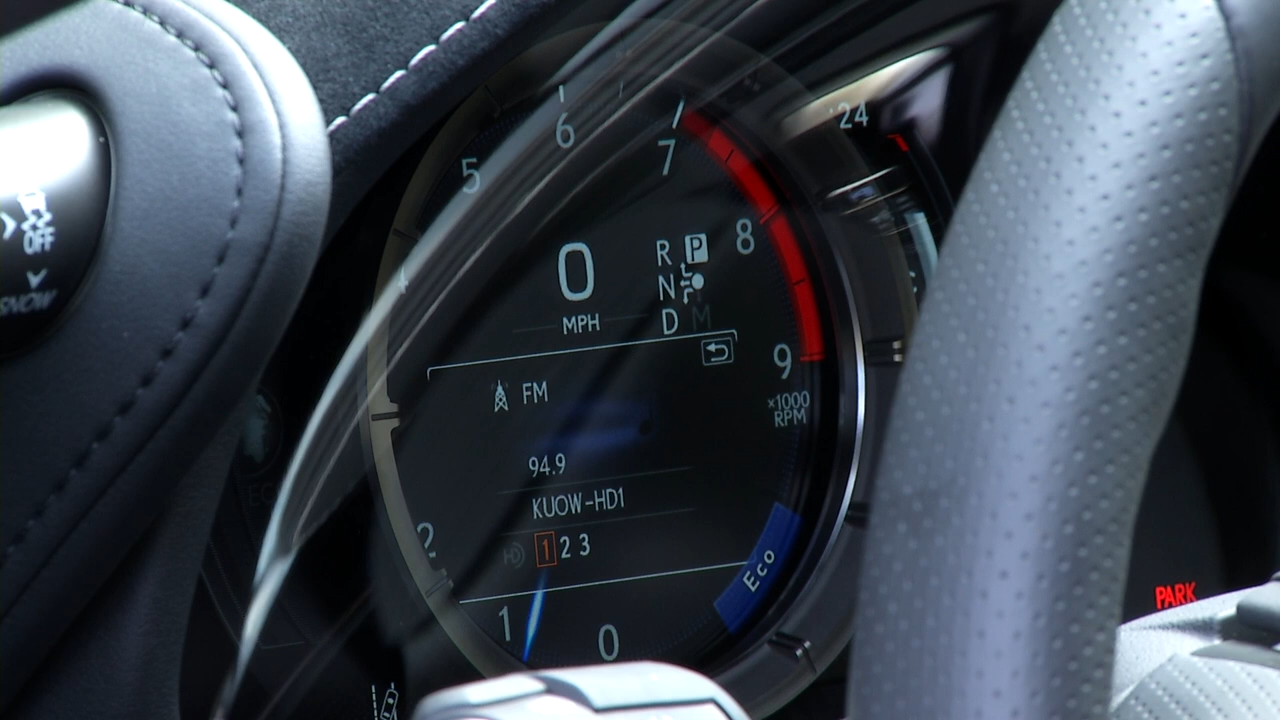 24
6
5
7
8
0
MPH
R P
N
D M
9
×1000
RPM
FM
94.9
KUOW-HD1
HD 1 2 3
2
1
0
Eco
OFF
SNOW
PARK